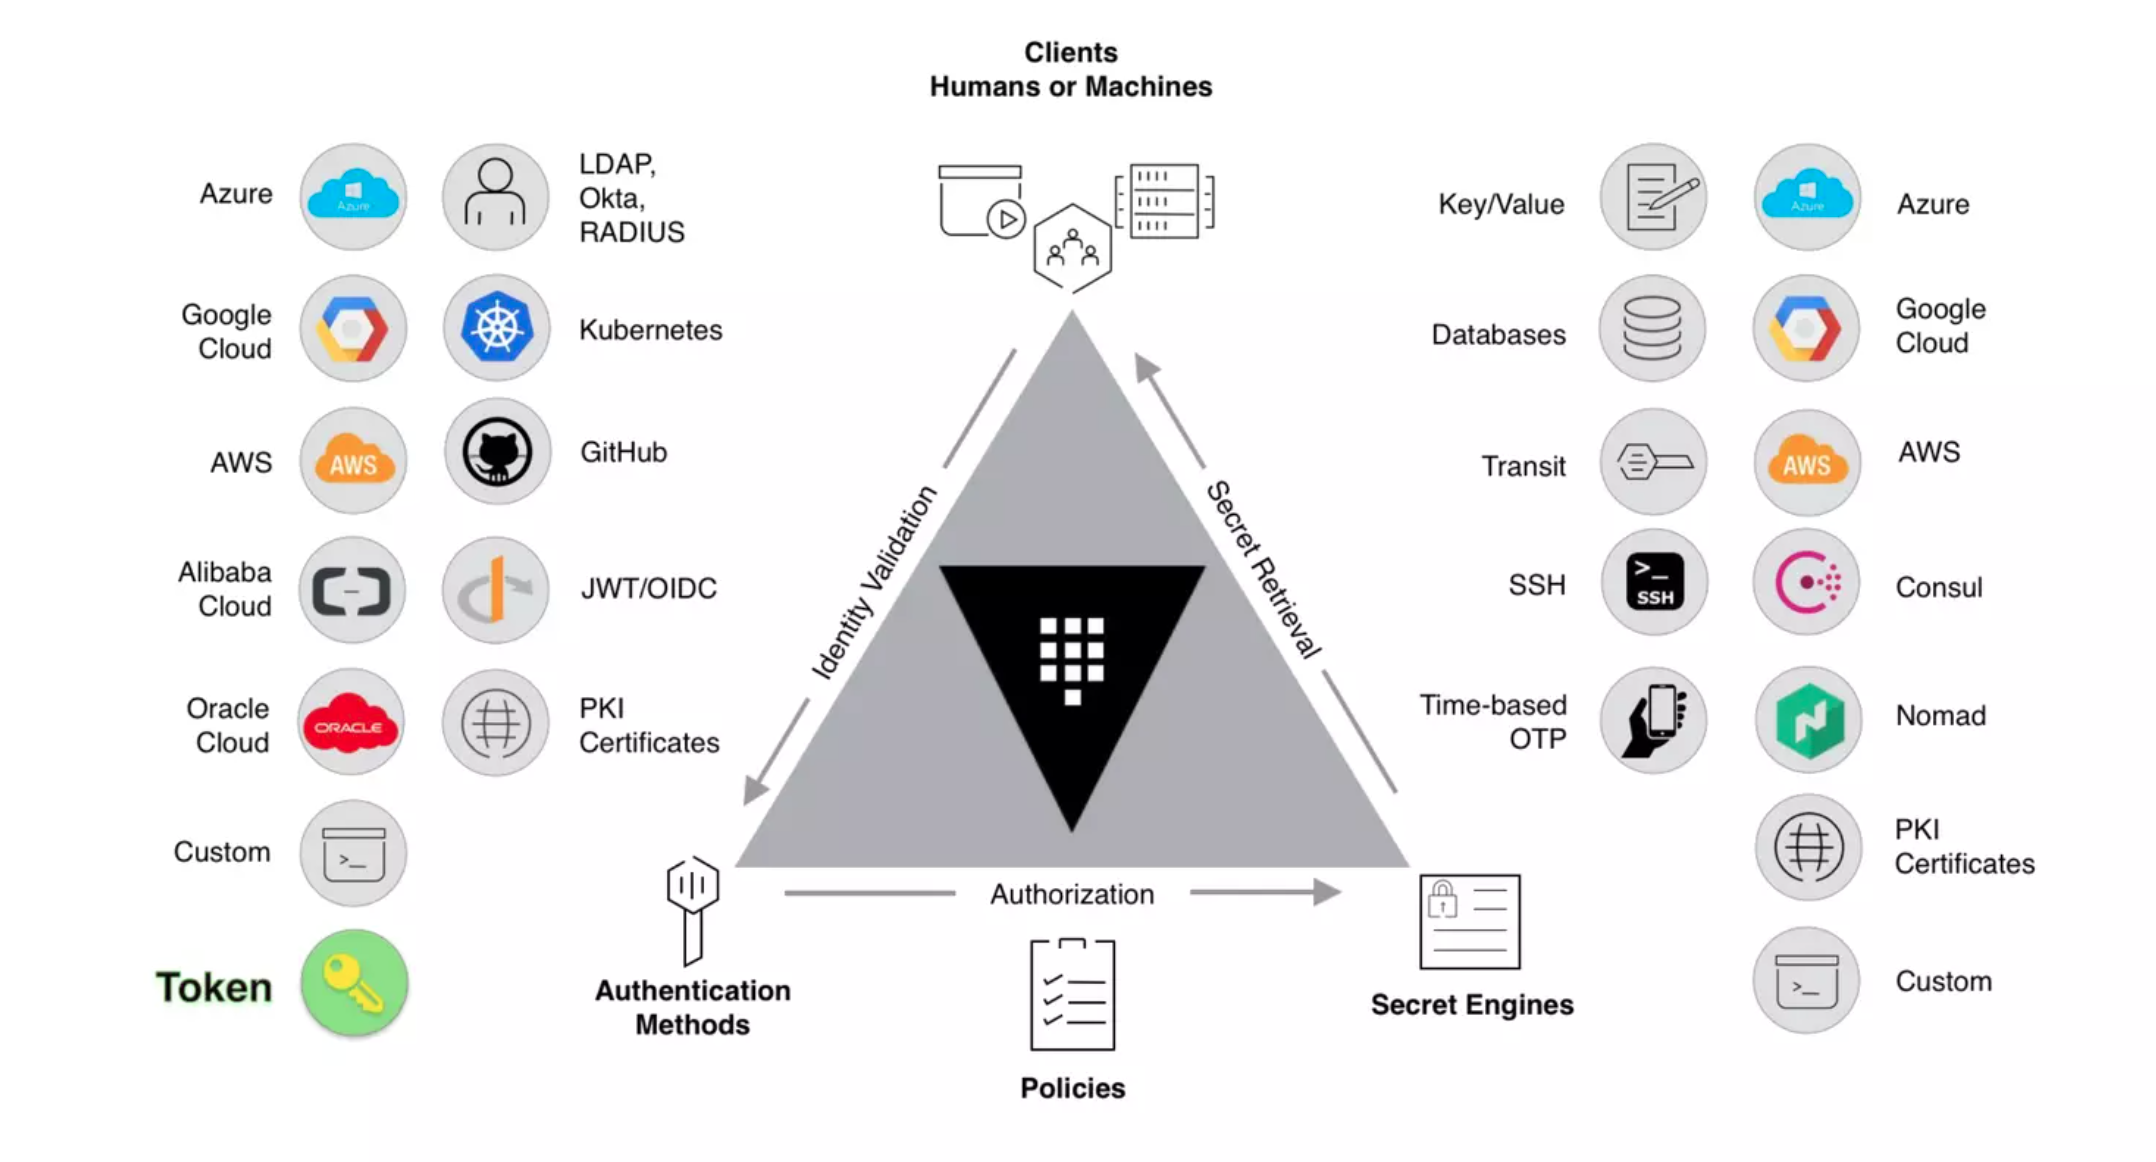 Clients
Humans or Machines
Azure
Azure
LDAP,
Okta,
RADIUS
Google
Cloud
Kubernetes
AWS
AWS
GitHub
Alibaba
Cloud
JWT/OIDC
Oracle
Cloud
ORACLE
PKI
Certificates
Custom
>_
Token
Identity Validation
Secret Retrieval
Authorization
Authentication
Methods
Policies
Secret Engines
Key/Value
Azure
Azure
Databases
Google
Cloud
Transit
AWS
AWS
SSH
>_
SSH
Consul
Time-based
OTP
Nomad
PKI
Certificates
>_
Custom